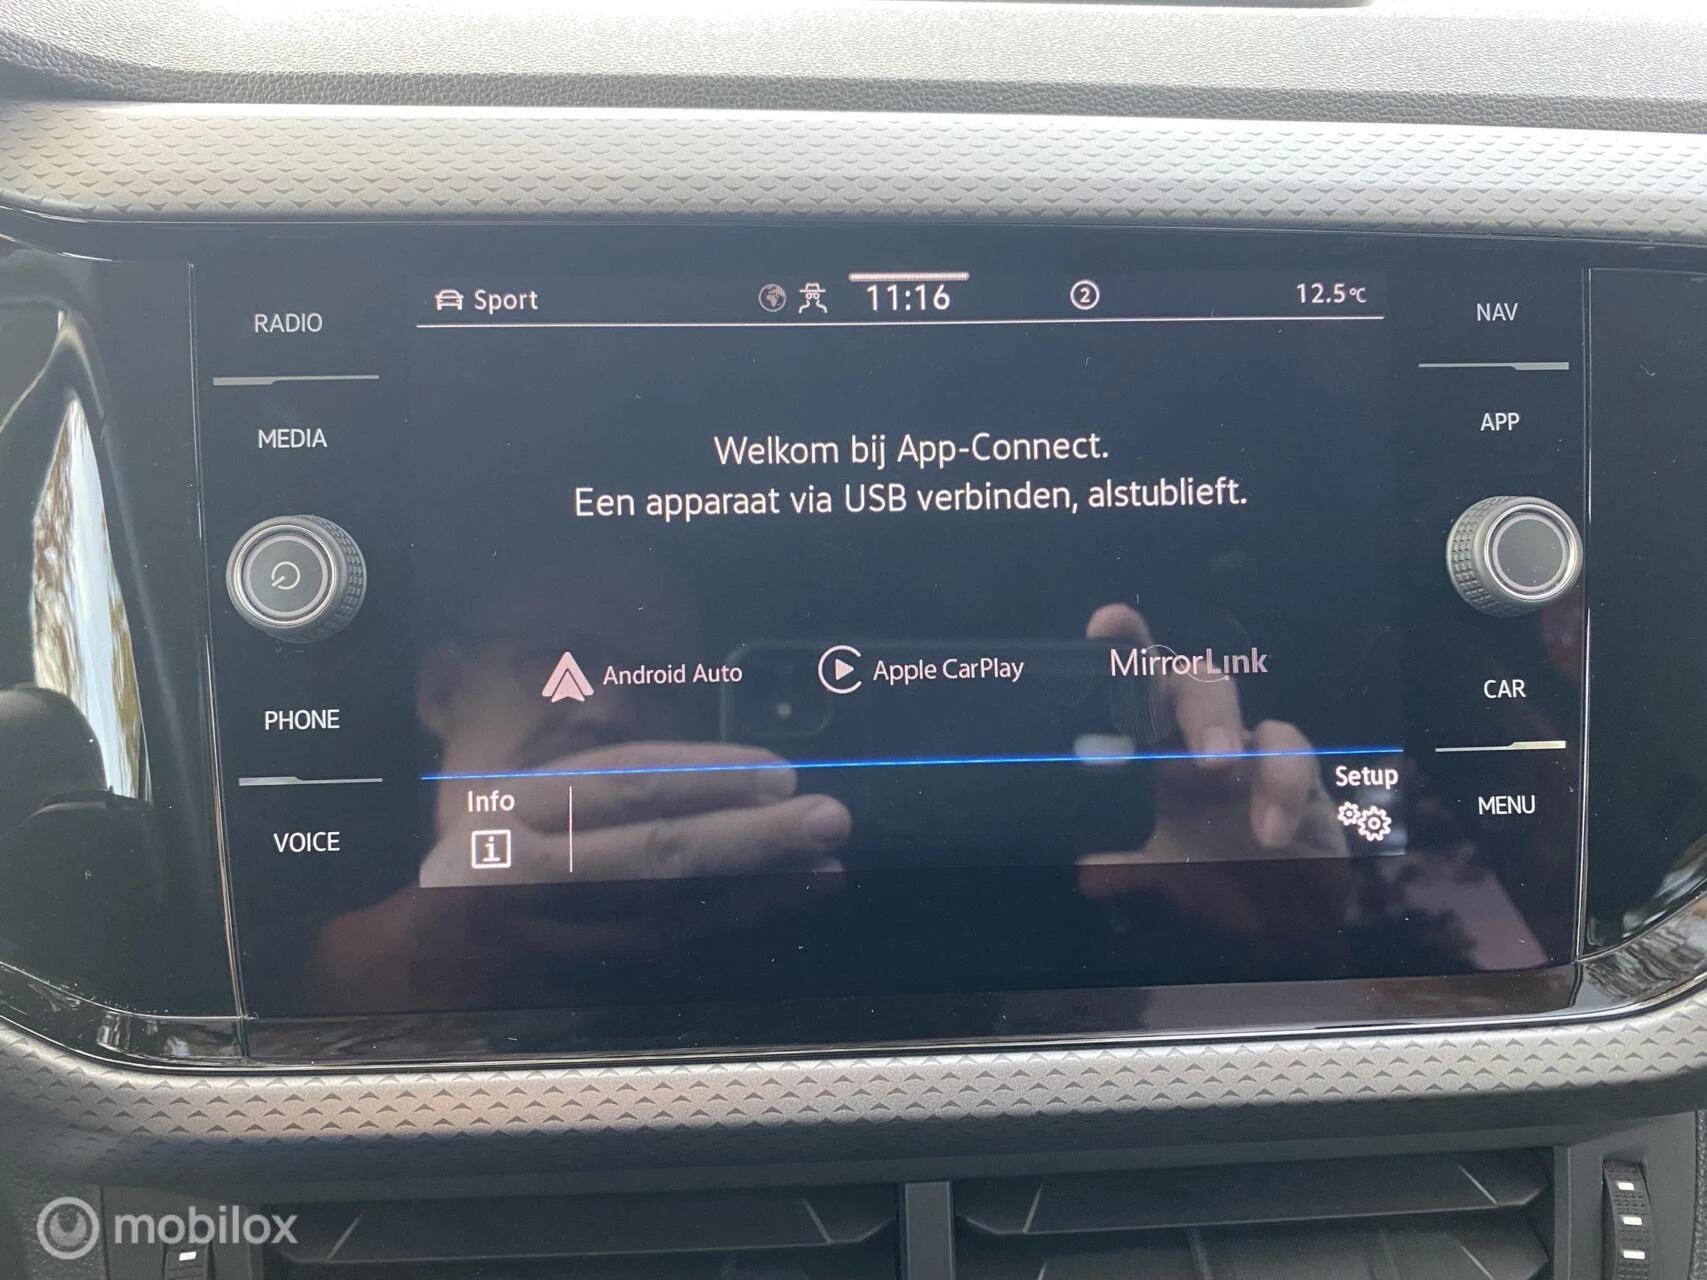 Sport 11:16 2 12.5°C
RADIO
MEDIA
PHONE
VOICE
Welkom bij App-Connect.
Een apparaat via USB verbinden, alstublieft.
Android Auto Apple CarPlay MirrorLink
Info
i
Setup
NAV
APP
CAR
MENU
mobilox